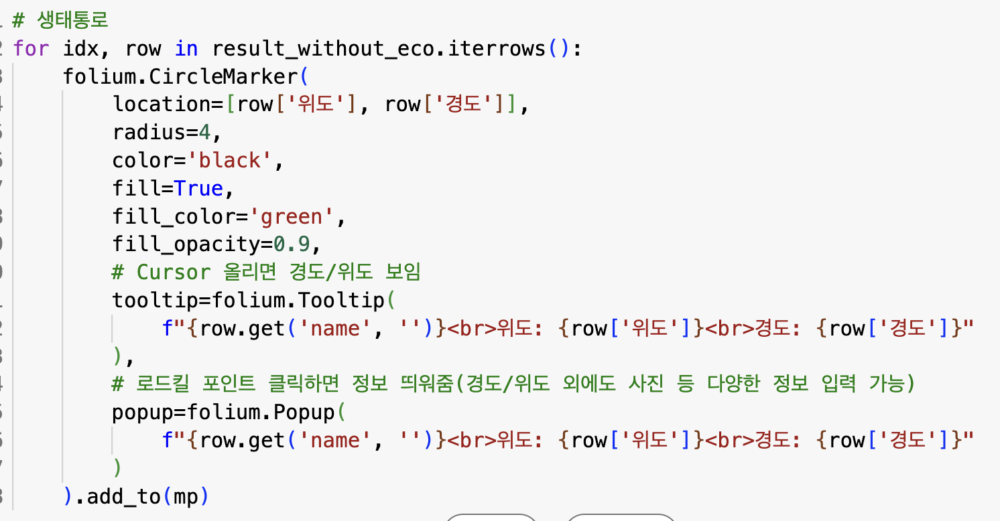 # 생태통로
for idx, row in result_without_eco.iterrows():
    folium.CircleMarker(
        location=[row['위도'], row['경도']],
        radius=4,
        color='black',
        fill=True,
        fill_color='green',
        fill_opacity=0.9,
        # Cursor 올리면 경도/위도 보임
        tooltip=folium.Tooltip(
            f"{row.get('name', '')}<br>위도: {row['위도']}<br>경도: {row['경도']}"
        ),
        # 로드킬 포인트 클릭하면 정보 띄워줌(경도/위도 외에도 사진 등 다양한 정보 입력 가능)
        popup=folium.Popup(
            f"{row.get('name', '')}<br>위도: {row['위도']}<br>경도: {row['경도']}"
        )
    ).add_to(mp)